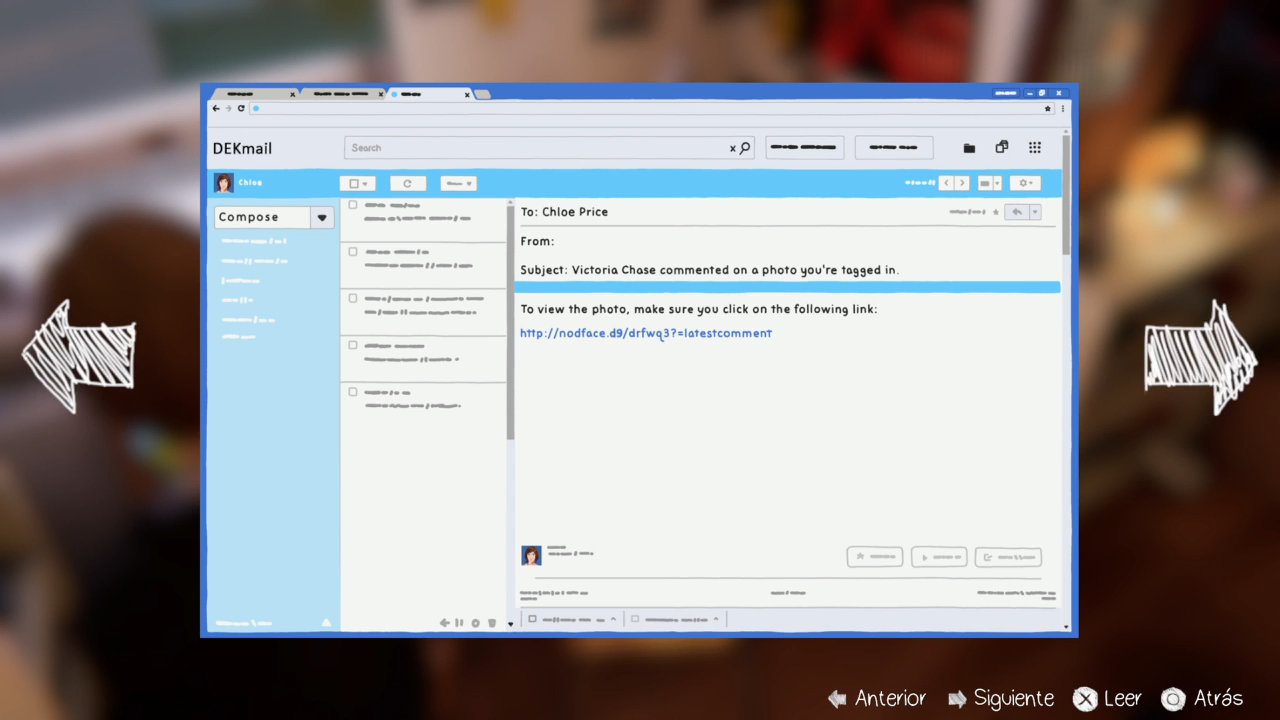 DEKmail
Search
Chloe
Compose
To: Chloe Price
From:
Subject: Victoria Chase commented on a photo you're tagged in.
To view the photo, make sure you click on the following link:
http://nodface.d9/drfwq3?=latestcomment
Anterior
Siguiente
Leer
Atrás